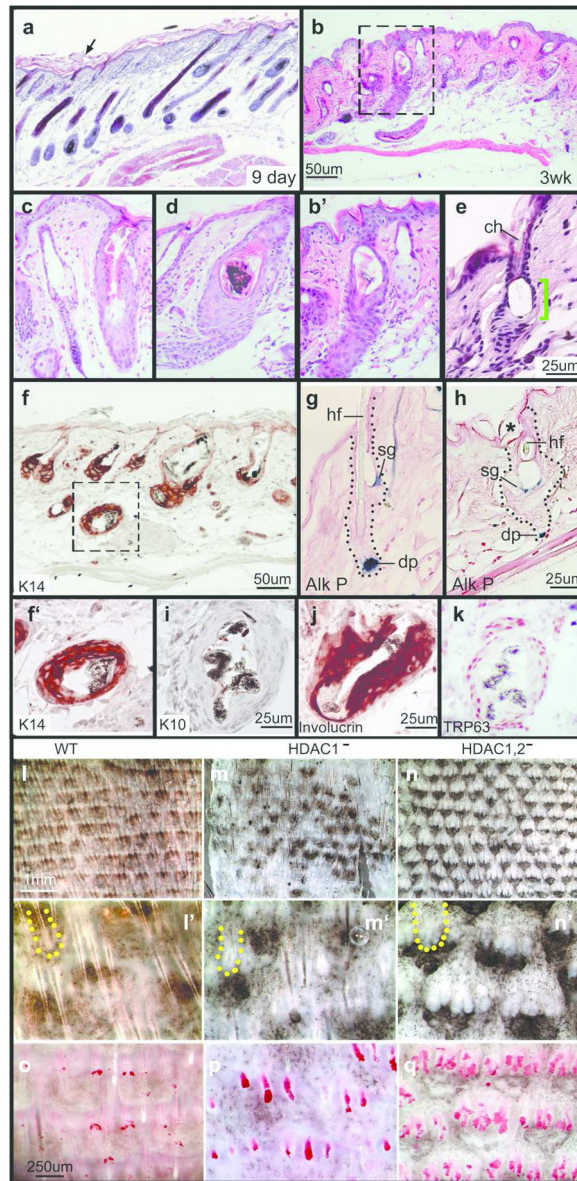 a
9 day
b
50um
3wk
c
d
b'
e
ch
25um
f
K14
50um
g
hf
sg
dp
Alk P
h
*
hf
sg
dp
Alk P
f'
K14
i
K10
25um
j
Involucrin
25um
k
TRP63
WT
HDAC1⁻
HDAC1,2⁻
l
1mm
m
n
l'
m'
n'
o
250um
p
q